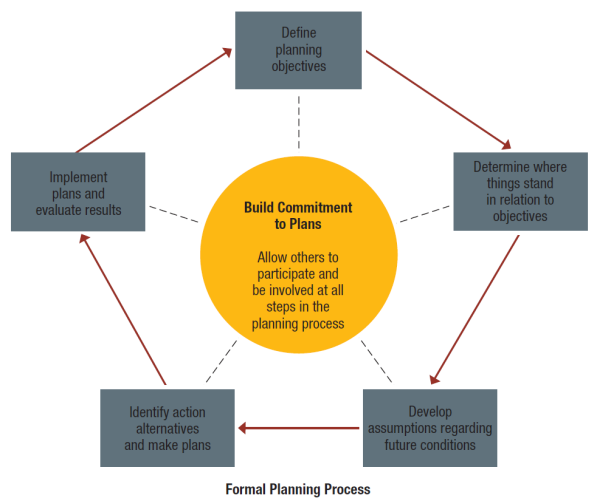 Define
planning
objectives
Implement
plans and
evaluate results
Determine where
things stand
in relation to
objectives
Build Commitment
to Plans
Allow others to
participate and
be involved at all
steps in the
planning process
Identify action
alternatives
and make plans
Develop
assumptions regarding
future conditions
Formal Planning Process